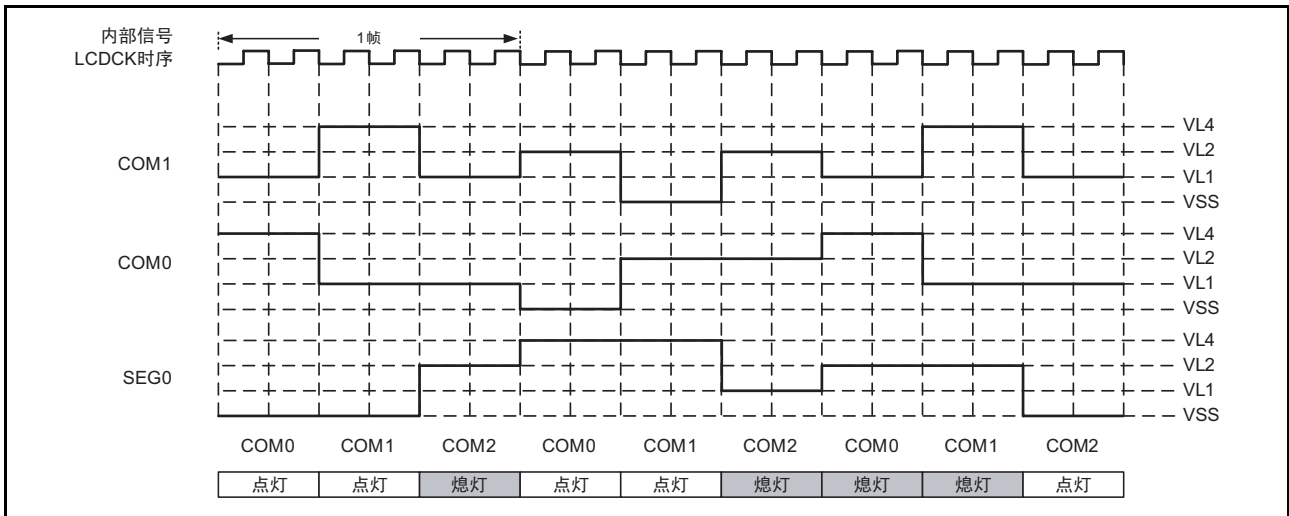 内部信号
LCDCK时序
1帧
COM1
VL4
VL2
VL1
VSS
COM0
VL4
VL2
VL1
VSS
SEG0
VL4
VL2
VL1
VSS
COM0 COM1 COM2 COM0 COM1 COM2 COM0 COM1 COM2
点灯 点灯 熄灯 点灯 点灯 熄灯 熄灯 熄灯 点灯